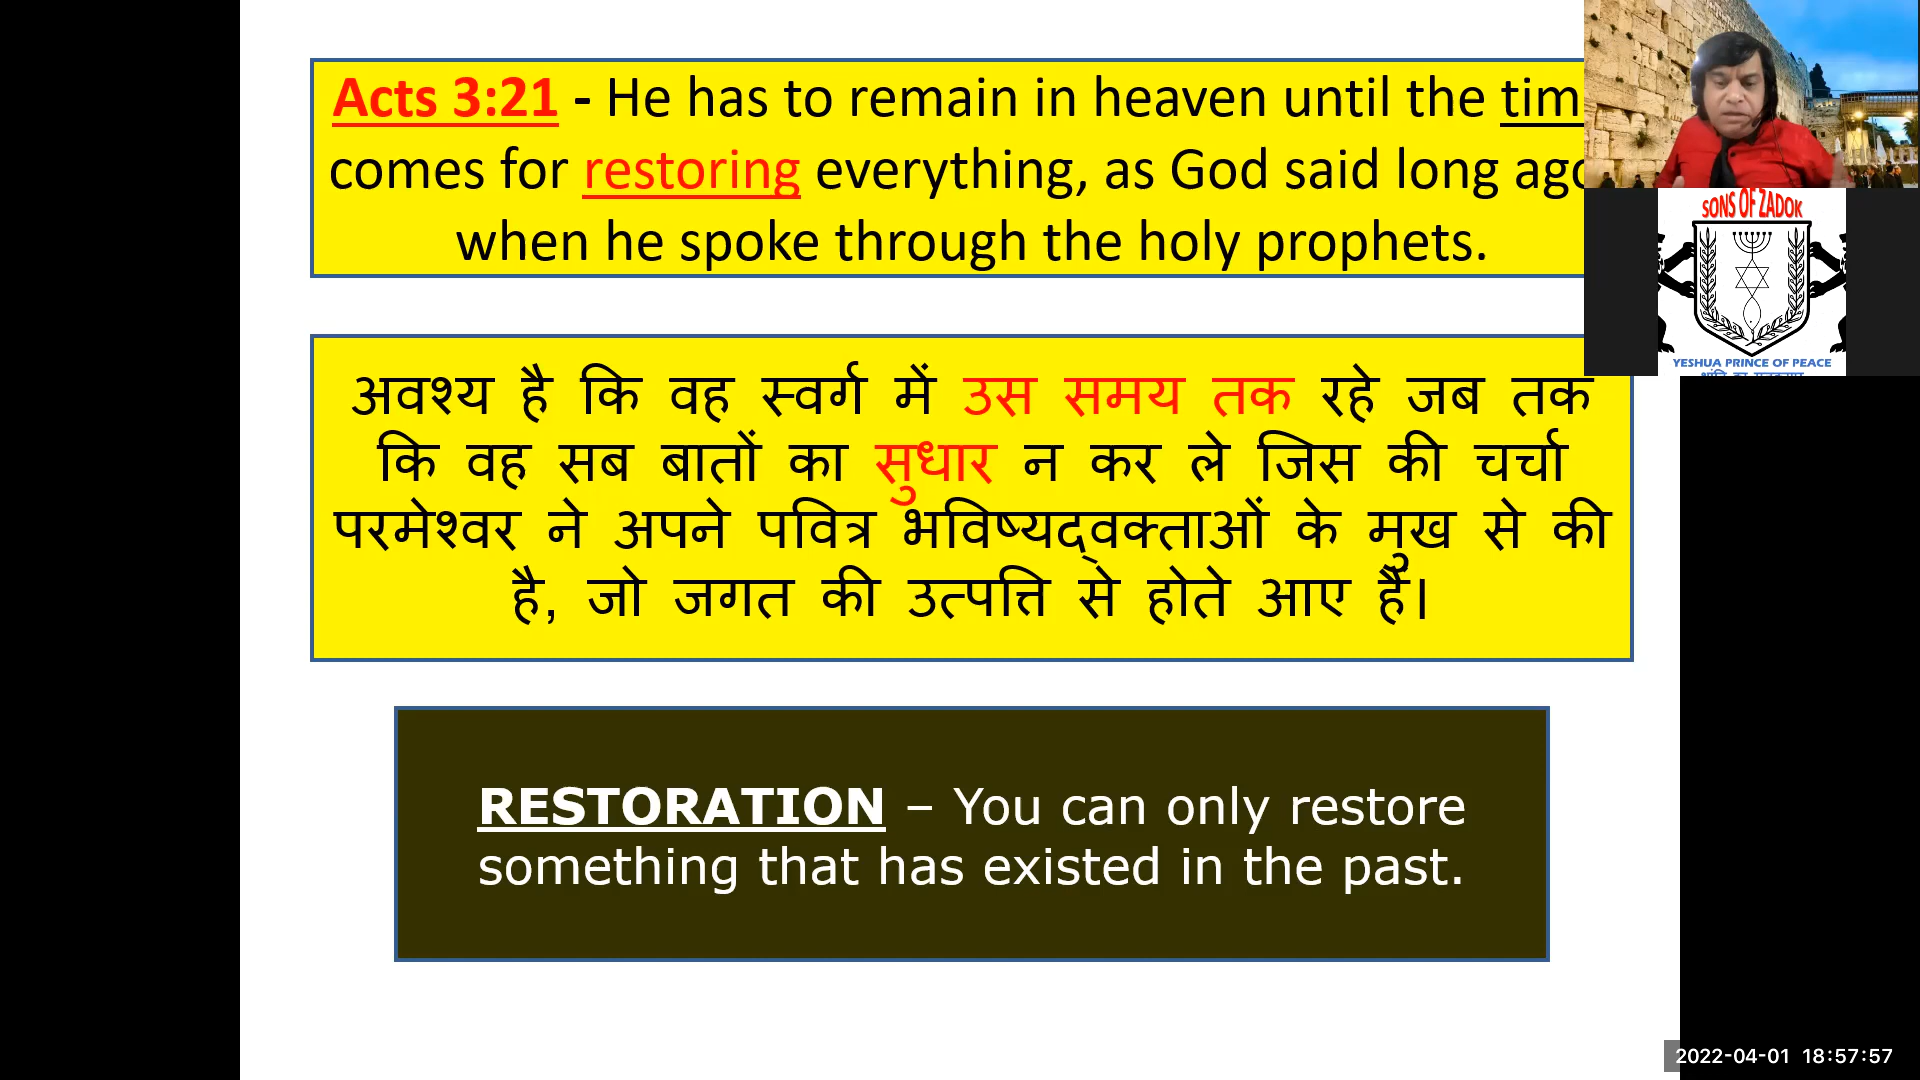 Acts 3:21 - He has to remain in heaven until the
comes for restoring everything, as God said long
when he spoke through the holy prophets.
अवश्य है कि वह स्वर्ग में उस समय तक रहे जब तक
कि वह सब बातों का सुधार न कर ले जिस की चर्चा
परमेश्वर ने अपने पवित्र भविष्यद्वक्ताओं के मुख से की
है, जो जगत की उत्पत्ति से होते आए हैं।
RESTORATION – You can only restore
something that has existed in the past.
SONS OF ZADOK
YESHUA PRINCE OF PEACE
2022-04-01 18:57:57